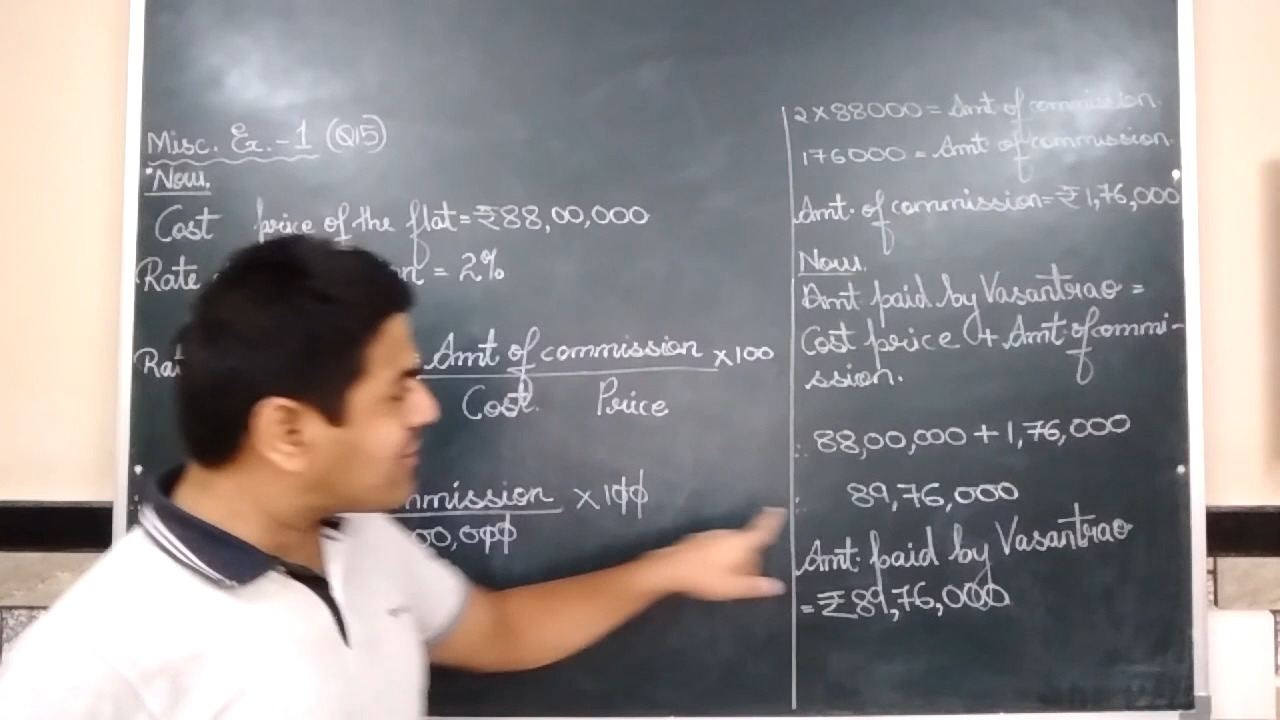 Misc. Ex.-1 (Q15)
Now,
Cost price of the flat = ₹88,00,000
Rate = 2%
= Amt of commission × 100
Cost Price
mmission × 100
00,000
2×88000 = Amt of commission.
176000 = Amt of commission.
Amt. of commission = ₹1,76,000
Now,
Amt paid by Vasantrao =
Cost price + Amt of commi-
ssion.
∴ 88,00,000 + 1,76,000
∴ 89,76,000
Amt. paid by Vasantrao
= ₹89,76,000